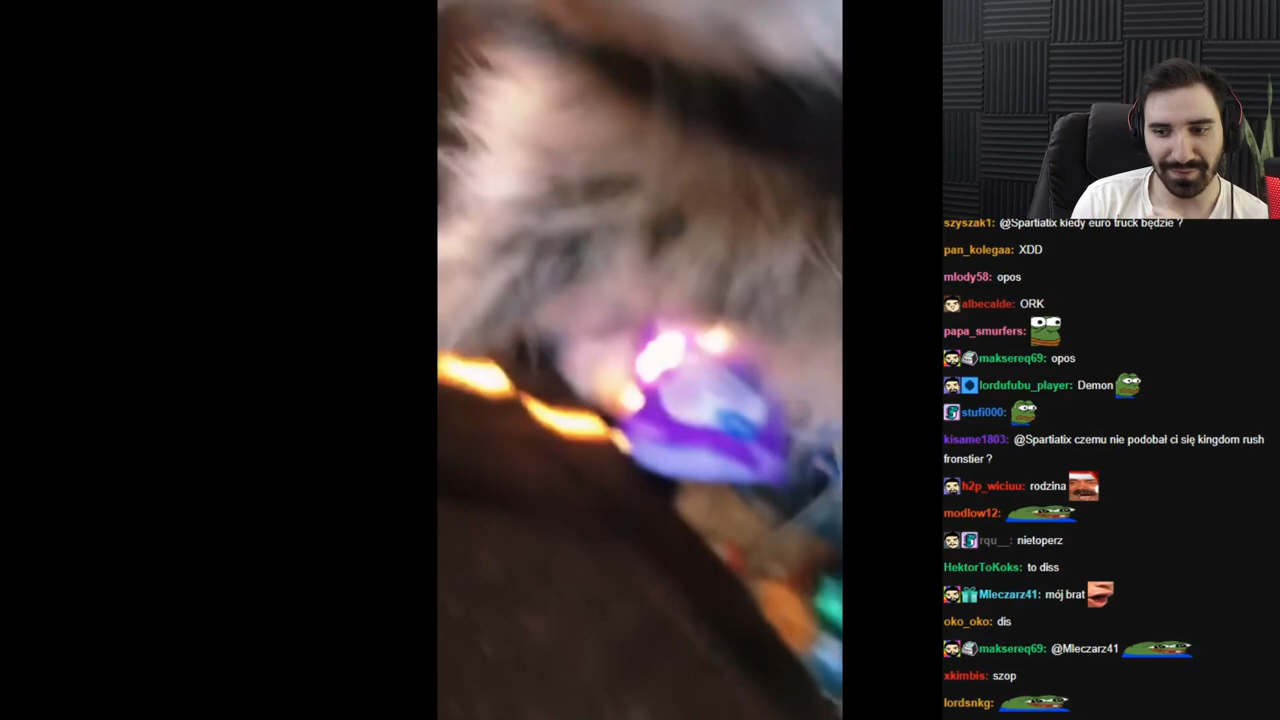 szyszak1: @Spartiatix kiedy euro truck będzie ?
pan_kolegaa: XDD
mlody58: opos
albecalde: ORK
papa_smurfers:
maksereq69: opos
lordufubu_player: Demon
stufi000:
kisame1803: @Spartiatix czemu nie podobał ci się kingdom rush
fronstier ?
h2p_wiciuu: rodzina
modlow12:
rqu__: nietoperz
HektorToKoks: to diss
Mleczarz41: mój brat
oko_oko: dis
maksereq69: @Mleczarz41
xkimbis: szop
lordsnkg: